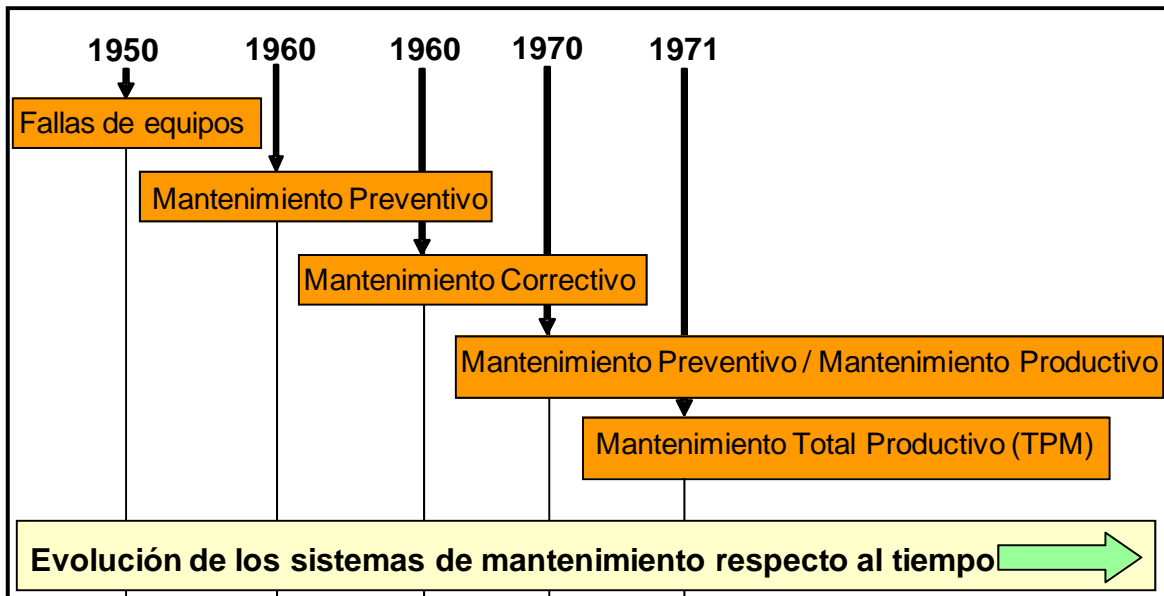 1950 1960 1960 1970 1971
Fallas de equipos
Mantenimiento Preventivo
Mantenimiento Correctivo
Mantenimiento Preventivo / Mantenimiento Productivo
Mantenimiento Total Productivo (TPM)
Evolución de los sistemas de mantenimiento respecto al tiempo